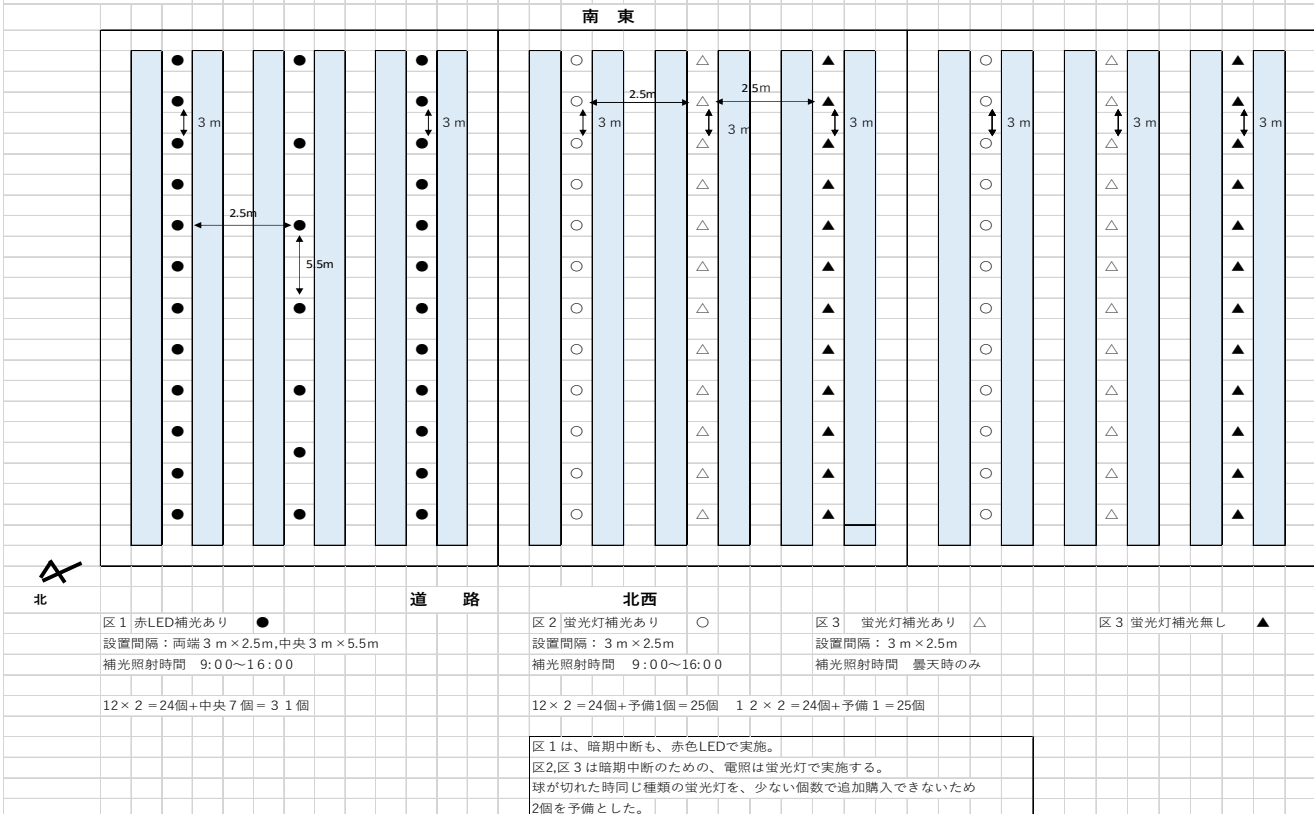 南 東
2.5m
2.5m
３ｍ
３ｍ
３ｍ
３ｍ
３ｍ
３ｍ
３ｍ
３ｍ
2.5m
5.5m
北
道 路
北西
区１ 赤LED補光あり ●
区２ 蛍光灯補光あり ○
区３ 蛍光灯補光あり △
区３ 蛍光灯補光無し ▲
設置間隔：両端３ｍ×2.5m,中央３ｍ×5.5m
設置間隔：３ｍ×2.5m
設置間隔：３ｍ×2.5m
補光照射時間 9:00～16:00
補光照射時間 9:00～16:00
補光照射時間 曇天時のみ
12×２＝24個+中央７個＝３１個
12×２＝24個+予備1個＝25個 １２×２＝24個+予備１＝25個
区１は、暗期中断も、赤色LEDで実施。
区2,区３は暗期中断のための、電照は蛍光灯で実施する。
球が切れた時同じ種類の蛍光灯を、少ない個数で追加購入できないため
2個を予備とした。